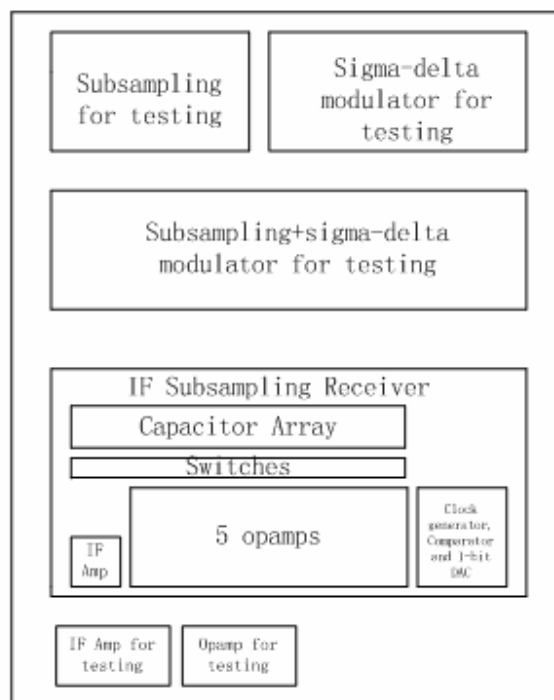 Subsampling
for testing
Sigma-delta
modulator for
testing
Subsampling+sigma-delta
modulator for testing
IF Subsampling Receiver
Capacitor Array
Switches
IF
Amp
5 opamps
Clock
generator,
Comparator
and 1-bit
DAC
IF Amp for
testing
Opamp for
testing